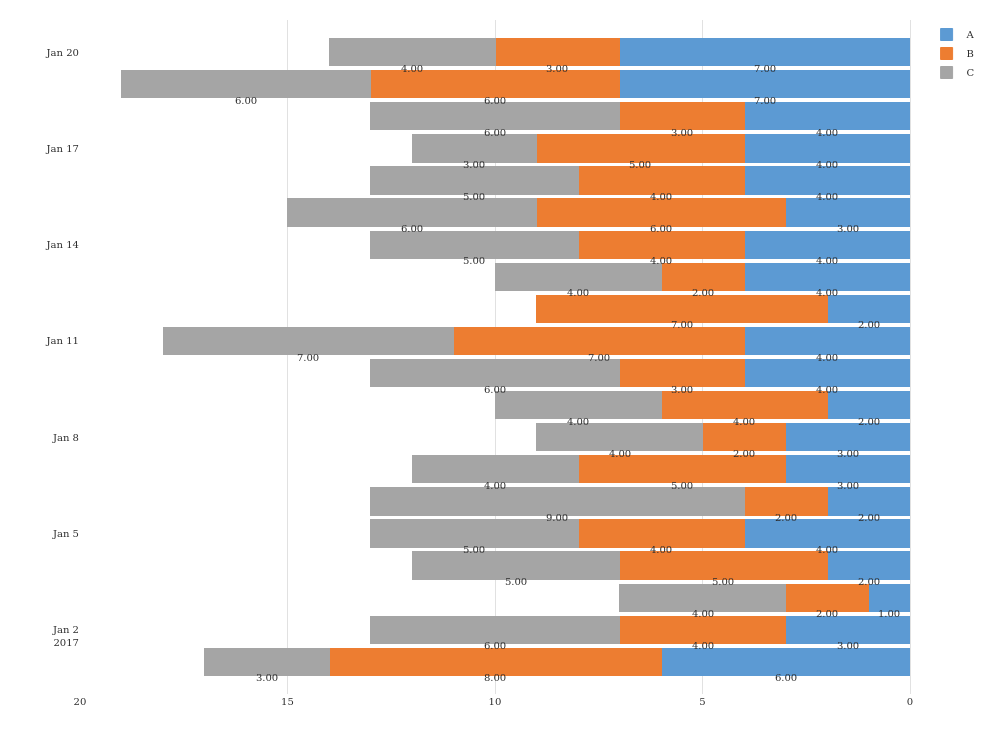 A
B
C
Jan 20
4.00 3.00 7.00
6.00 6.00 7.00
6.00 3.00 4.00
Jan 17
3.00 5.00 4.00
5.00 4.00 4.00
6.00 6.00 3.00
Jan 14
5.00 4.00 4.00
4.00 2.00 4.00
7.00 2.00
Jan 11
7.00 7.00 4.00
6.00 3.00 4.00
4.00 4.00 2.00
Jan 8
4.00 2.00 3.00
4.00 5.00 3.00
9.00 2.00 2.00
Jan 5
5.00 4.00 4.00
5.00 5.00 2.00
4.00 2.00 1.00
Jan 2
2017
6.00 4.00 3.00
3.00 8.00 6.00
20 15 10 5 0